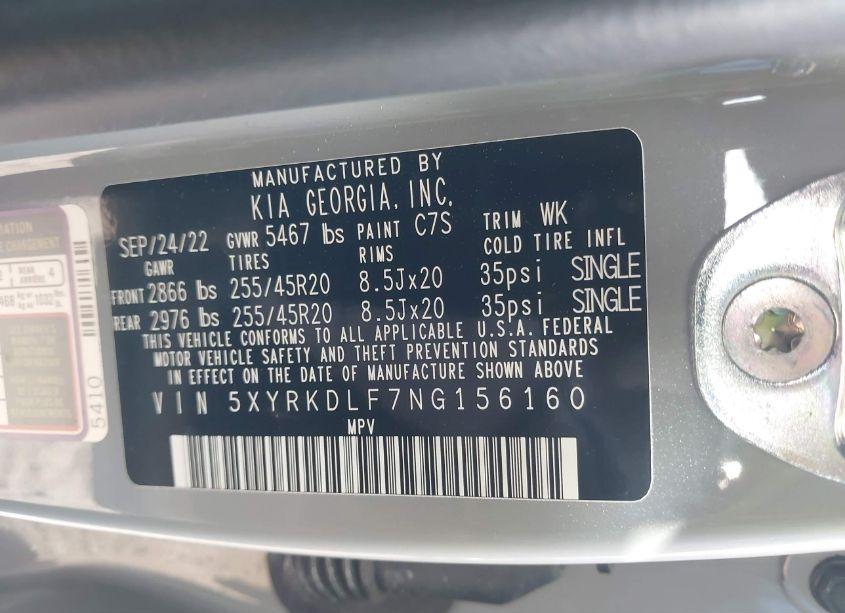 MANUFACTURED BY
KIA GEORGIA, INC.
SEP/24/22 GVWR 5467 lbs PAINT C7S TRIM WK
GAWR TIRES RIMS COLD TIRE INFL
FRONT 2866 lbs 255/45R20 8.5Jx20 35psi SINGLE
REAR 2976 lbs 255/45R20 8.5Jx20 35psi SINGLE
THIS VEHICLE CONFORMS TO ALL APPLICABLE U.S.A. FEDERAL
MOTOR VEHICLE SAFETY AND THEFT PREVENTION STANDARDS
IN EFFECT ON THE DATE OF MANUFACTURE SHOWN ABOVE
VIN 5XYRKDLF7NG156160
MPV
REAR
ARRIÈRE 4
5410